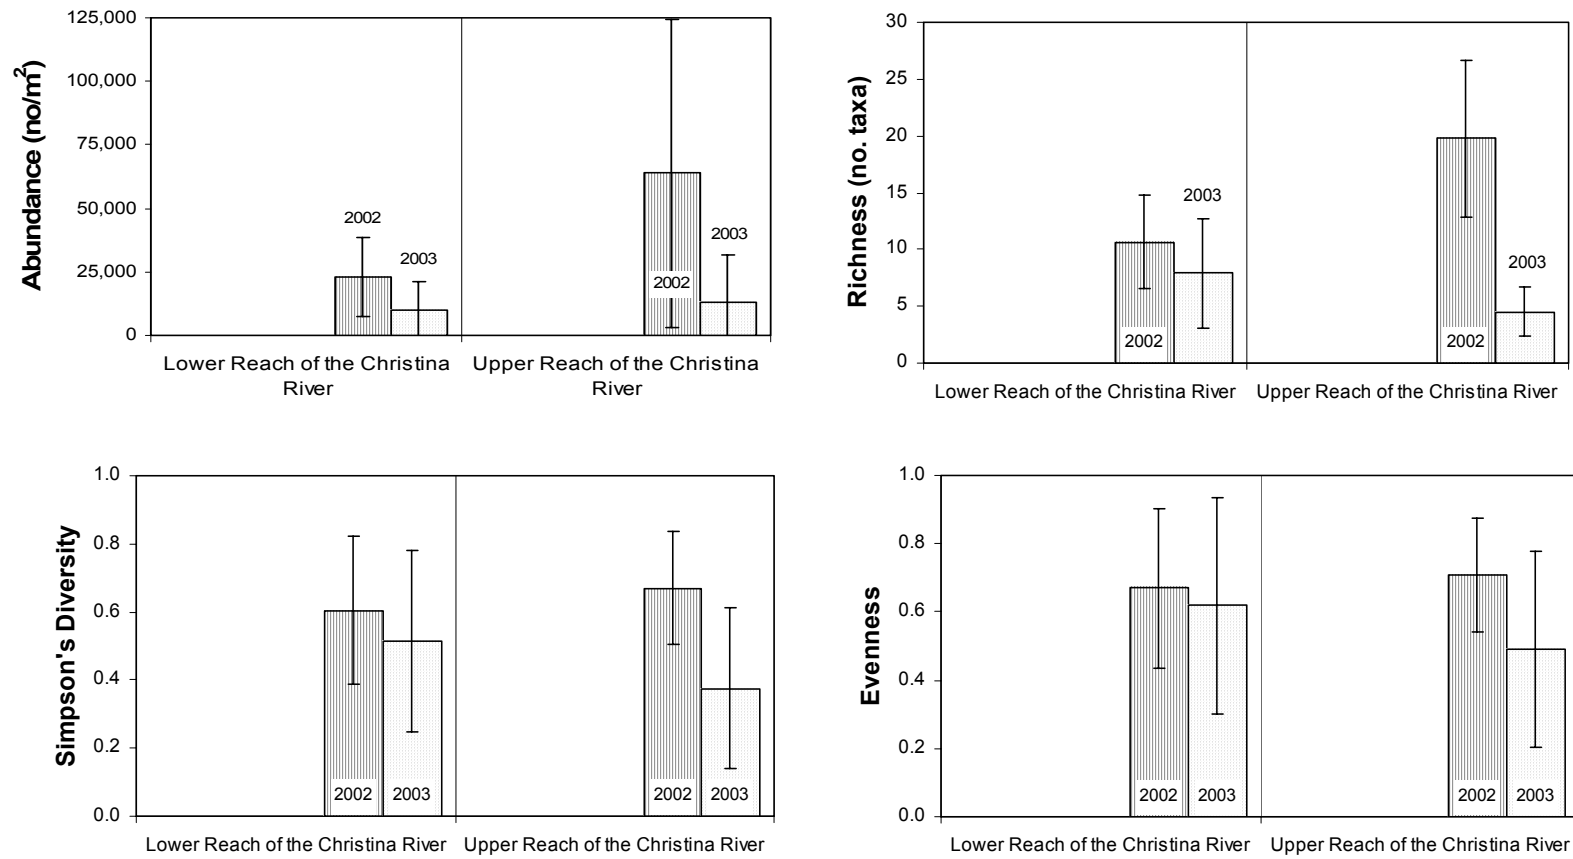 125,000
100,000
75,000
50,000
25,000
0
Abundance (no/m²)
2002
2003
2002
2003
Lower Reach of the Christina
River
Upper Reach of the Christina
River
30
25
20
15
10
5
0
Richness (no. taxa)
2002
2003
2002
2003
Lower Reach of the Christina River
Upper Reach of the Christina River
1.0
0.8
0.6
0.4
0.2
0.0
Simpson's Diversity
2002
2003
2002
2003
Lower Reach of the Christina River
Upper Reach of the Christina River
1.0
0.8
0.6
0.4
0.2
0.0
Evenness
2002
2003
2002
2003
Lower Reach of the Christina River
Upper Reach of the Christina River